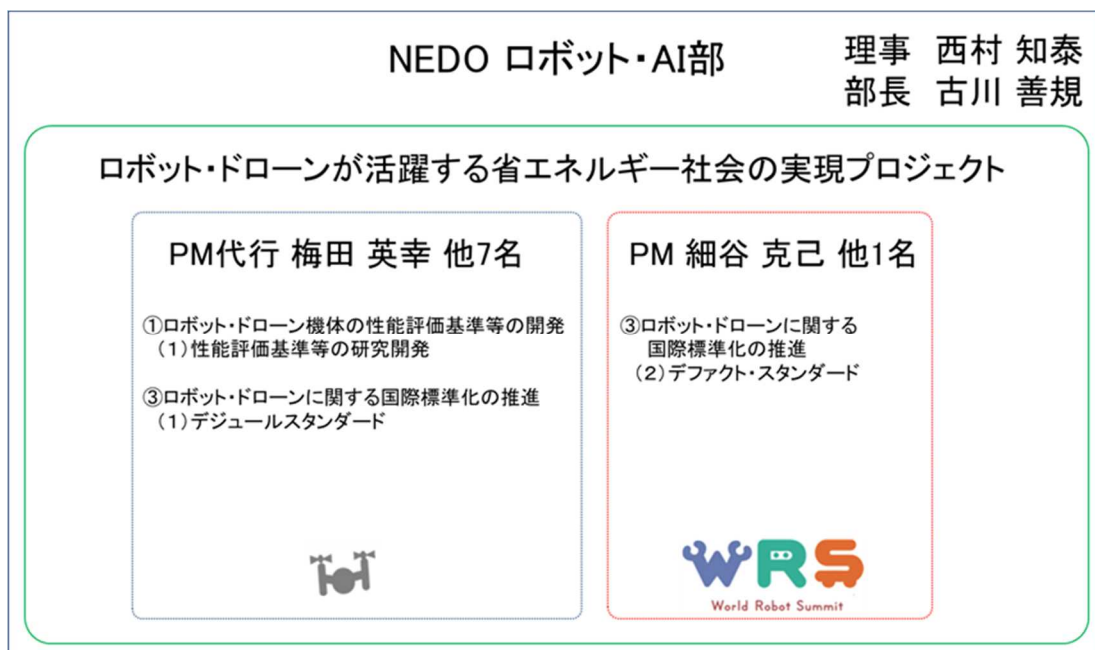 NEDO ロボット・AI部
理事 西村 知泰
部長 古川 善規
ロボット・ドローンが活躍する省エネルギー社会の実現プロジェクト
PM代行 梅田 英幸 他7名
①ロボット・ドローン機体の性能評価基準等の開発
（１）性能評価基準等の研究開発
③ロボット・ドローンに関する国際標準化の推進
（１）デジュールスタンダード
PM 細谷 克己 他1名
③ロボット・ドローンに関する
国際標準化の推進
（２）デファクト・スタンダード
WRS
World Robot Summit